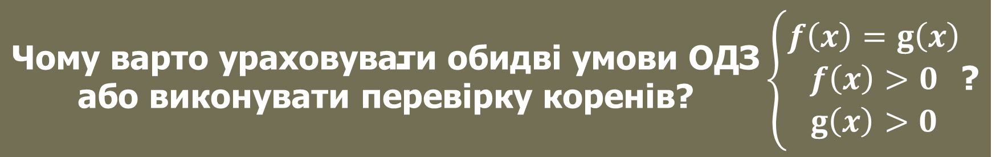 Чому варто ураховувати обидві умови ОДЗ
або виконувати перевірку коренів?
f(x) = g(x)
f(x) > 0 ?
g(x) > 0